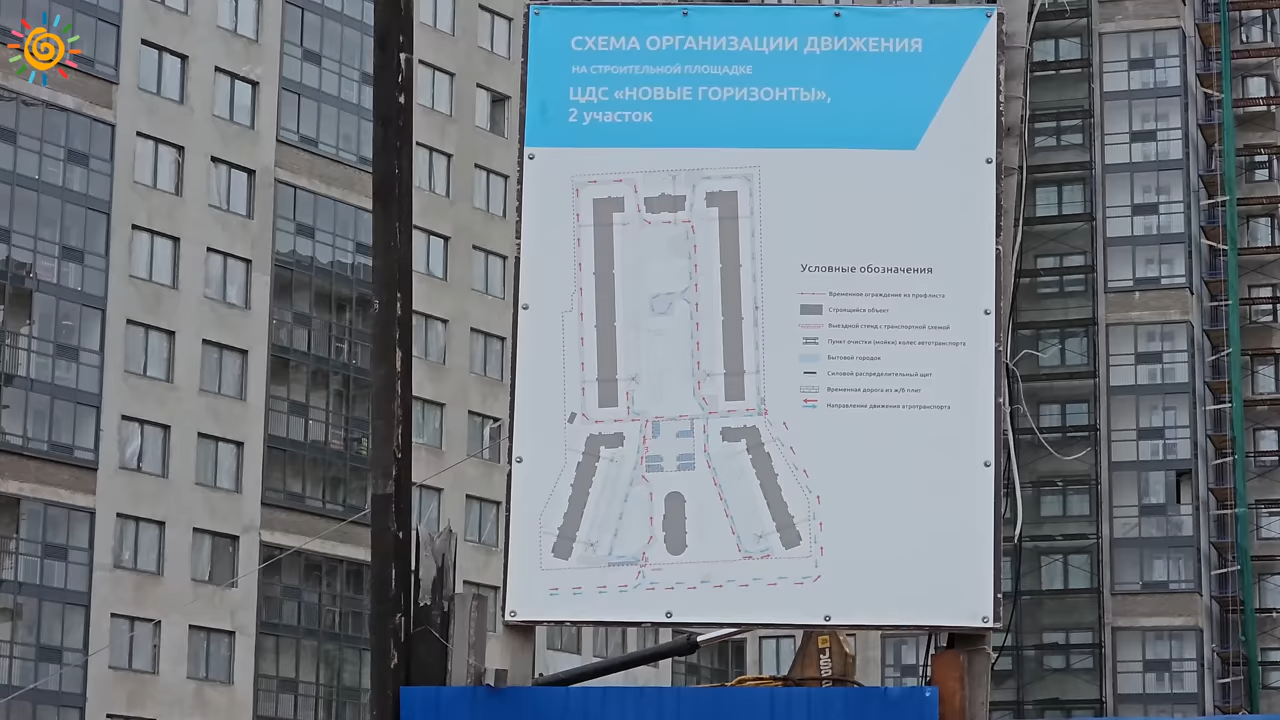 СХЕМА ОРГАНИЗАЦИИ ДВИЖЕНИЯ
НА СТРОИТЕЛЬНОЙ ПЛОЩАДКЕ
ЦДС «НОВЫЕ ГОРИЗОНТЫ»,
2 участок
Условные обозначения
Временное ограждение из профлиста
Строящийся объект
Выездной стенд с транспортной схемой
Пункт очистки (мойки) колес автотранспорта
Бытовой городок
Силовой распределительный щит
Временная дорога из ж/б плит
Направление движения